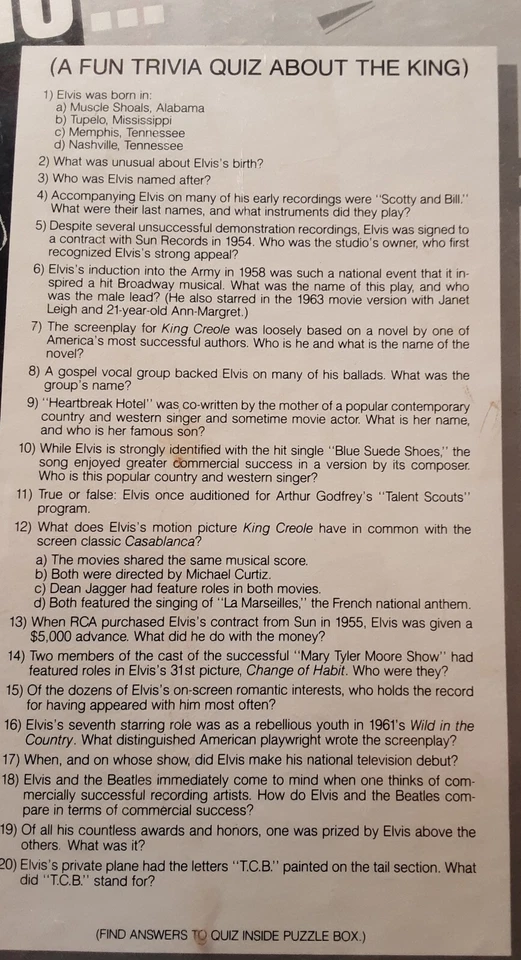 (A FUN TRIVIA QUIZ ABOUT THE KING)
1) Elvis was born in:
a) Muscle Shoals, Alabama
b) Tupelo, Mississippi
c) Memphis, Tennessee
d) Nashville, Tennessee
2) What was unusual about Elvis's birth?
3) Who was Elvis named after?
4) Accompanying Elvis on many of his early recordings were "Scotty and Bill."
What were their last names, and what instruments did they play?
5) Despite several unsuccessful demonstration recordings, Elvis was signed to
a contract with Sun Records in 1954. Who was the studio's owner, who first
recognized Elvis's strong appeal?
6) Elvis's induction into the Army in 1958 was such a national event that it in-
spired a hit Broadway musical. What was the name of this play, and who
was the male lead? (He also starred in the 1963 movie version with Janet
Leigh and 21-year-old Ann-Margret.)
7) The screenplay for King Creole was loosely based on a novel by one of
America's most successful authors. Who is he and what is the name of the
novel?
8) A gospel vocal group backed Elvis on many of his ballads. What was the
group's name?
9) "Heartbreak Hotel" was co-written by the mother of a popular contemporary
country and western singer and sometime movie actor. What is her name,
and who is her famous son?
10) While Elvis is strongly identified with the hit single "Blue Suede Shoes," the
song enjoyed greater commercial success in a version by its composer.
Who is this popular country and western singer?
11) True or false: Elvis once auditioned for Arthur Godfrey's "Talent Scouts"
program.
12) What does Elvis's motion picture King Creole have in common with the
screen classic Casablanca?
a) The movies shared the same musical score.
b) Both were directed by Michael Curtiz.
c) Dean Jagger had feature roles in both movies.
d) Both featured the singing of "La Marseilles," the French national anthem.
13) When RCA purchased Elvis's contract from Sun in 1955, Elvis was given a
$5,000 advance. What did he do with the money?
14) Two members of the cast of the successful "Mary Tyler Moore Show" had
featured roles in Elvis's 31st picture, Change of Habit. Who were they?
15) Of the dozens of Elvis's on-screen romantic interests, who holds the record
for having appeared with him most often?
16) Elvis's seventh starring role was as a rebellious youth in 1961's Wild in the
Country. What distinguished American playwright wrote the screenplay?
17) When, and on whose show, did Elvis make his national television debut?
18) Elvis and the Beatles immediately come to mind when one thinks of com-
mercially successful recording artists. How do Elvis and the Beatles com-
pare in terms of commercial success?
19) Of all his countless awards and honors, one was prized by Elvis above the
others. What was it?
20) Elvis's private plane had the letters "T.C.B." painted on the tail section. What
did "T.C.B." stand for?
(FIND ANSWERS TO QUIZ INSIDE PUZZLE BOX.)